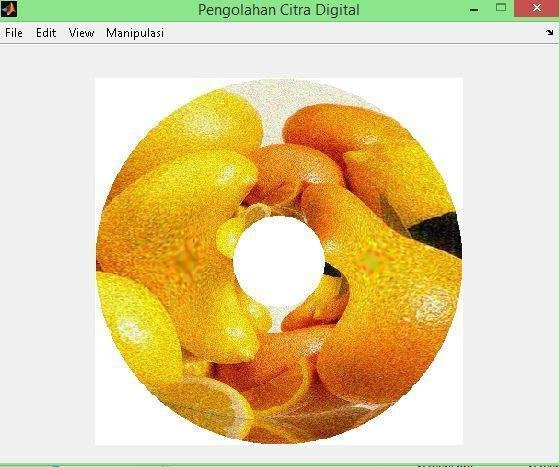 Pengolahan Citra Digital
File Edit View Manipulasi